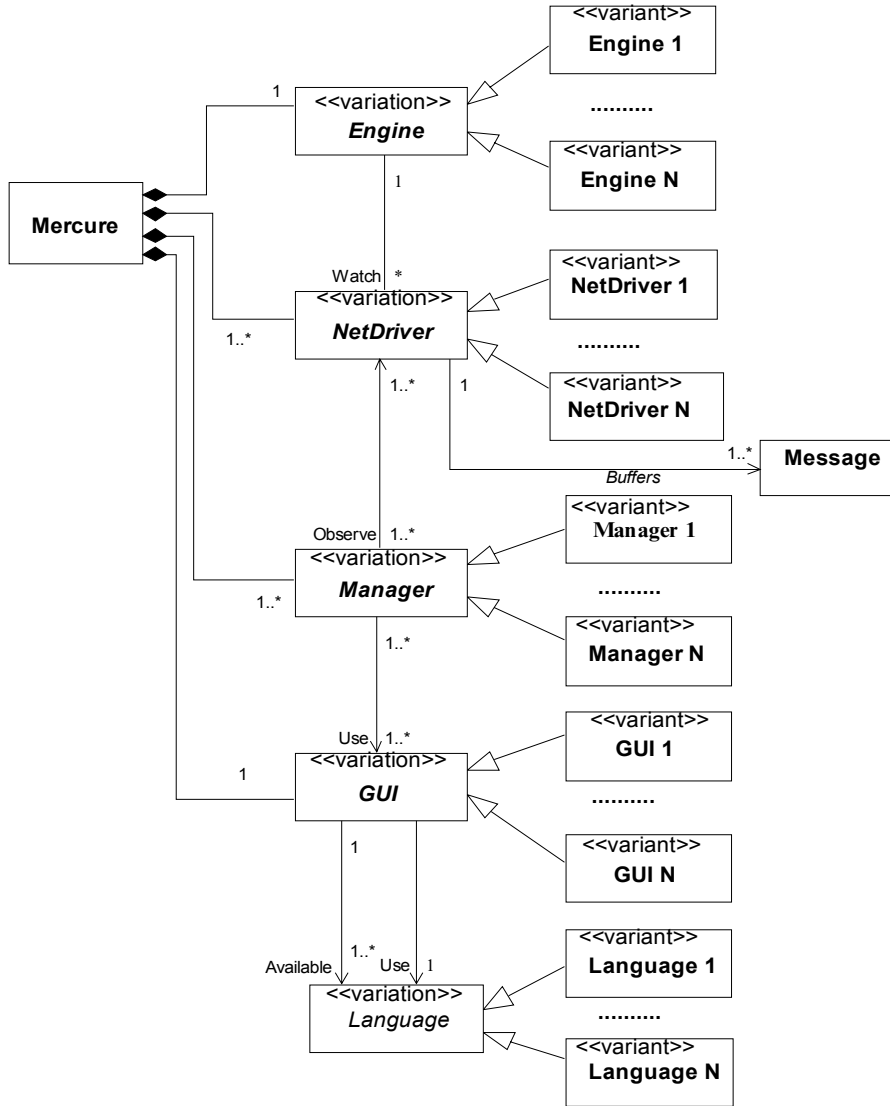 <<variant>>
Engine 1
..........
<<variant>>
Engine N
1
<<variation>>
Engine
1
Mercure
Watch *
<<variation>>
NetDriver
1..*
<<variant>>
NetDriver 1
..........
<<variant>>
NetDriver N
1..*
1
1..*
Buffers
Message
Observe 1..*
<<variation>>
Manager
1..*
<<variant>>
Manager 1
..........
<<variant>>
Manager N
1..*
Use 1..*
<<variation>>
GUI
1
<<variant>>
GUI 1
..........
<<variant>>
GUI N
1
1..*
Available
Use 1
<<variation>>
Language
<<variant>>
Language 1
..........
<<variant>>
Language N